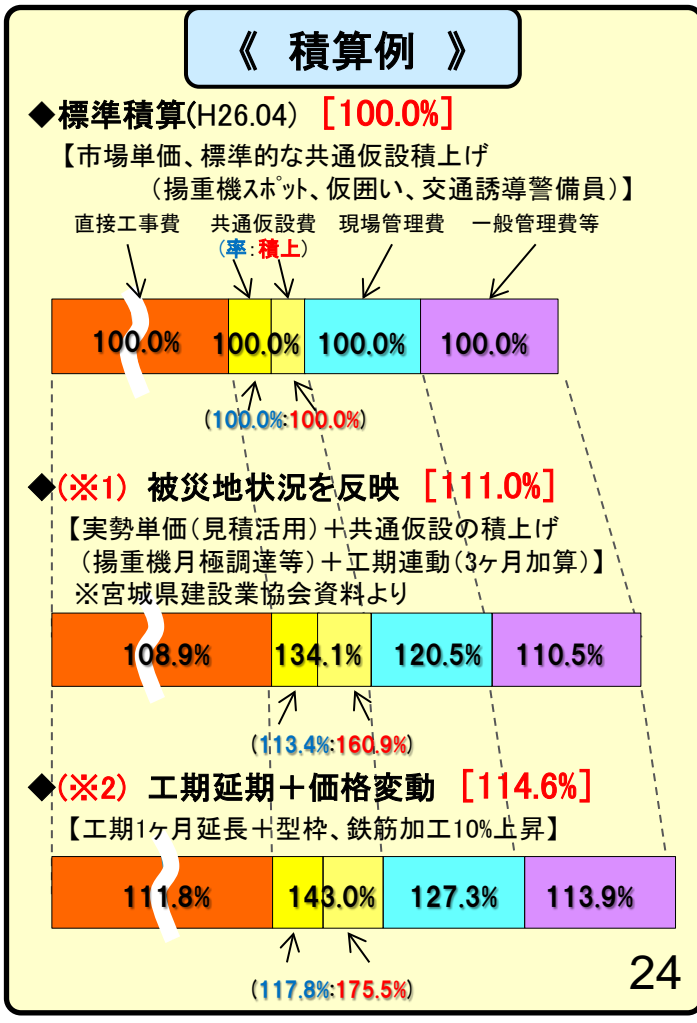 《 積算例 》
◆標準積算(H26.04) [100.0%]
【市場単価、標準的な共通仮設積上げ
(揚重機スポット、仮囲い、交通誘導警備員)】
直接工事費 共通仮設費 現場管理費 一般管理費等
(率:積上)
100.0% 100.0% 100.0% 100.0%
(100.0%:100.0%)
◆(※1) 被災地状況を反映 [111.0%]
【実勢単価(見積活用)+共通仮設の積上げ
(揚重機月極調達等)+工期連動(3ヶ月加算)】
※宮城県建設業協会資料より
108.9% 134.1% 120.5% 110.5%
(113.4%:160.9%)
◆(※2) 工期延期+価格変動 [114.6%]
【工期1ヶ月延長+型枠、鉄筋加工10%上昇】
111.8% 143.0% 127.3% 113.9%
(117.8%:175.5%)
24